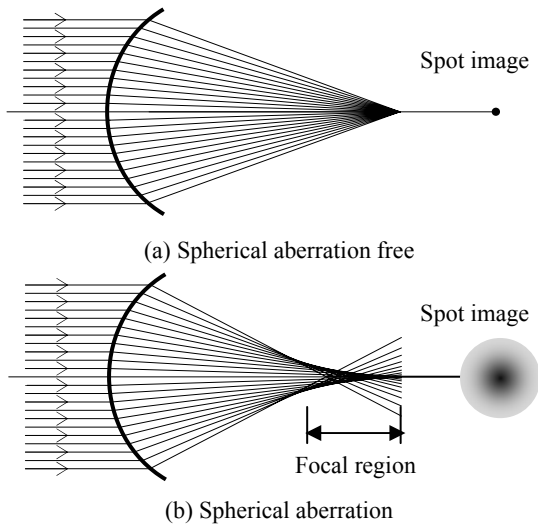 Spot image
(a) Spherical aberration free
Spot image
Focal region
(b) Spherical aberration